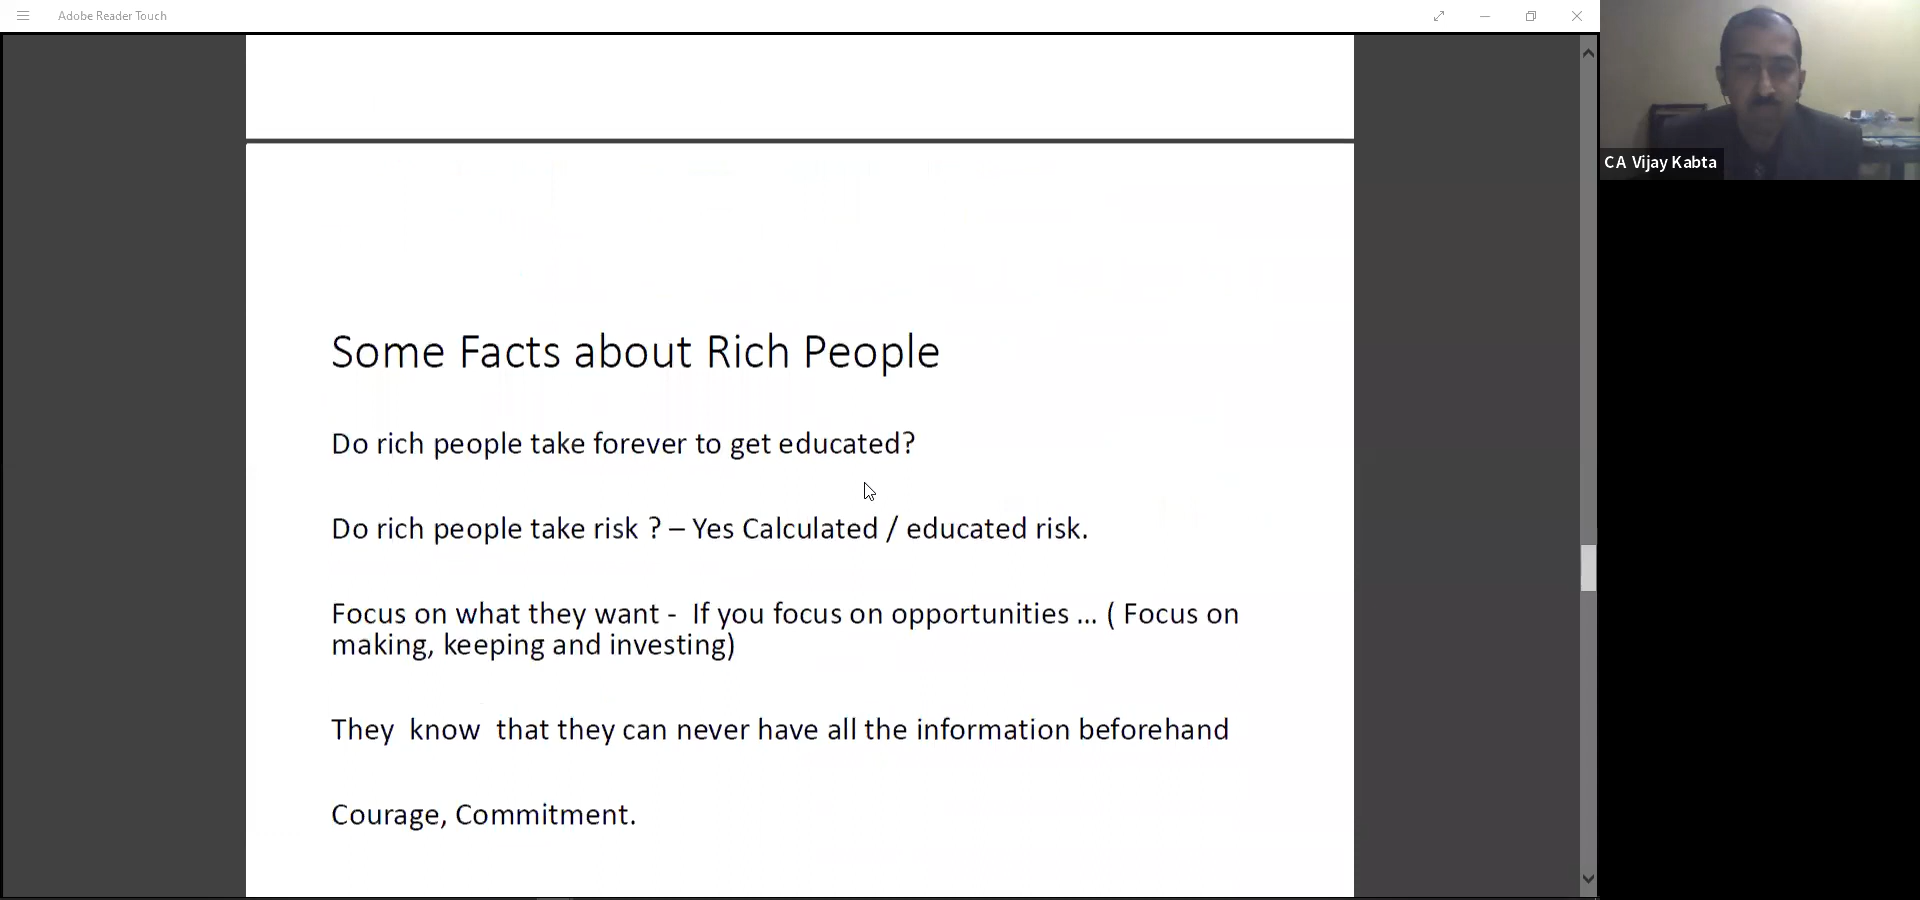 Adobe Reader Touch
CA Vijay Kabta
Some Facts about Rich People
Do rich people take forever to get educated?
Do rich people take risk ? – Yes Calculated / educated risk.
Focus on what they want -  If you focus on opportunities ... ( Focus on
making, keeping and investing)
They  know  that they can never have all the information beforehand
Courage, Commitment.